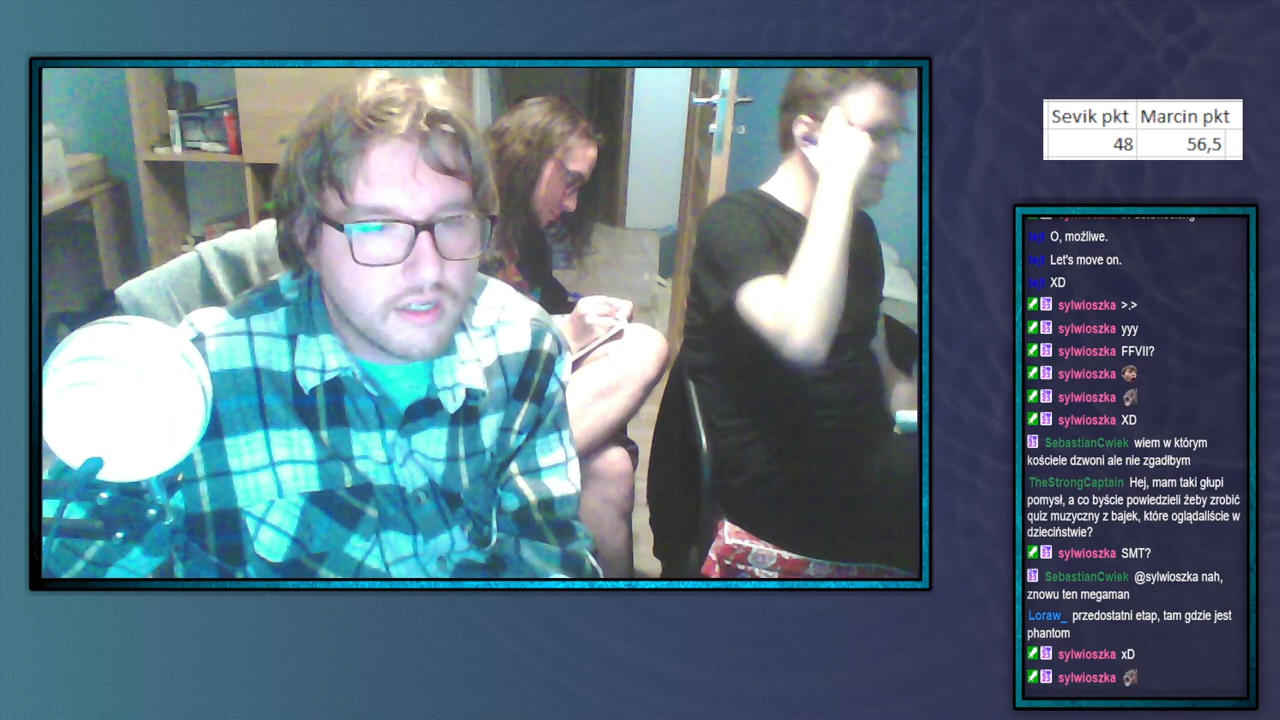 Sevik pkt Marcin pkt
48 56,5
tejt O, możliwe.
tejt Let's move on.
tejt XD
sylwioszka >.>
sylwioszka yyy
sylwioszka FFVII?
sylwioszka
sylwioszka
sylwioszka XD
SebastianCwiek wiem w którym
kościele dzwoni ale nie zgadłbym
TheStrongCaptain Hej, mam taki głupi
pomysł, a co byście powiedzieli żeby zrobić
quiz muzyczny z bajek, które oglądaliście w
dzieciństwie?
sylwioszka SMT?
SebastianCwiek @sylwioszka nah,
znowu ten megaman
Loraw_ przedostatni etap, tam gdzie jest
phantom
sylwioszka xD
sylwioszka